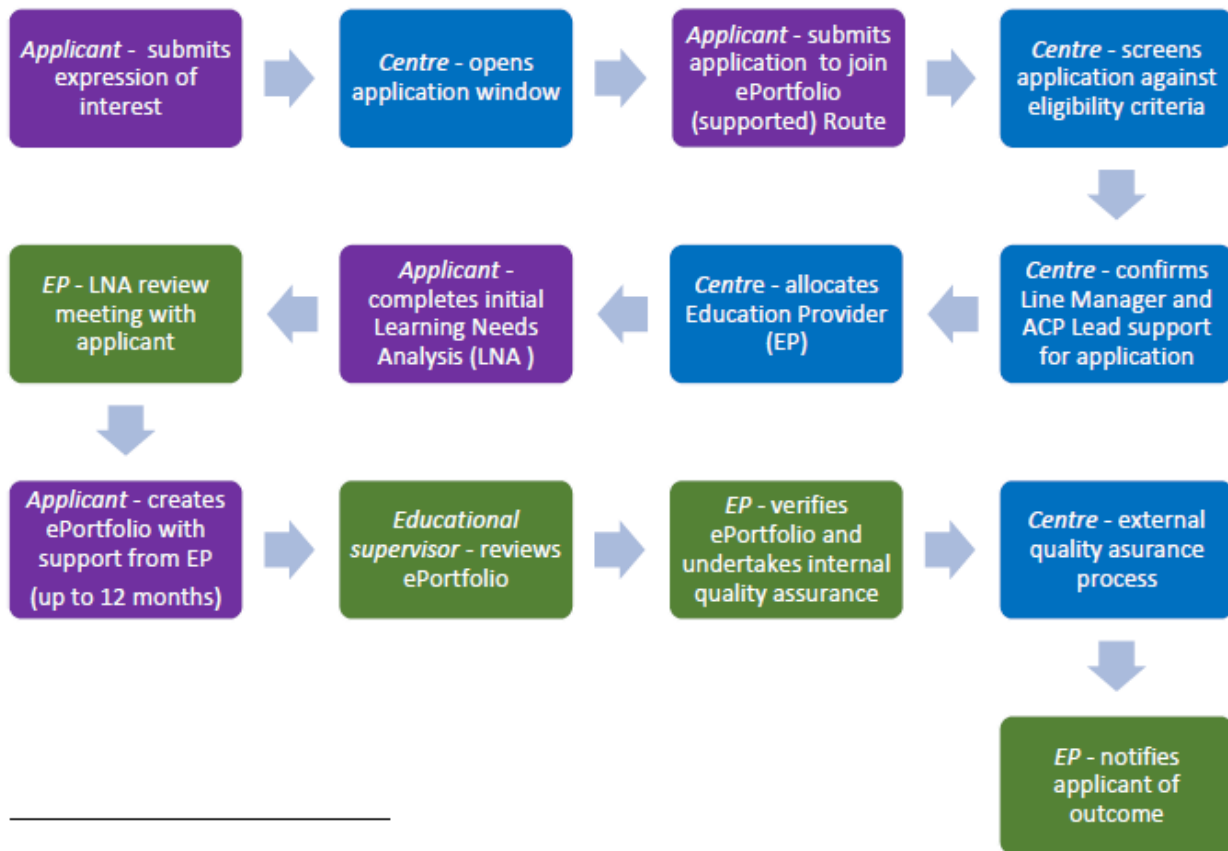 Applicant - submits
expression of
interest
Centre - opens
application window
Applicant - submits
application to join
ePortfolio
(supported) Route
Centre - screens
application against
eligibility criteria
Centre - confirms
Line Manager and
ACP Lead support
for application
Centre - allocates
Education Provider
(EP)
Applicant -
completes initial
Learning Needs
Analysis (LNA )
EP - LNA review
meeting with
applicant
Applicant - creates
ePortfolio with
support from EP
(up to 12 months)
Educational
supervisor - reviews
ePortfolio
EP - verifies
ePortfolio and
undertakes internal
quality assurance
Centre - external
quality asurance
process
EP - notifies
applicant of
outcome